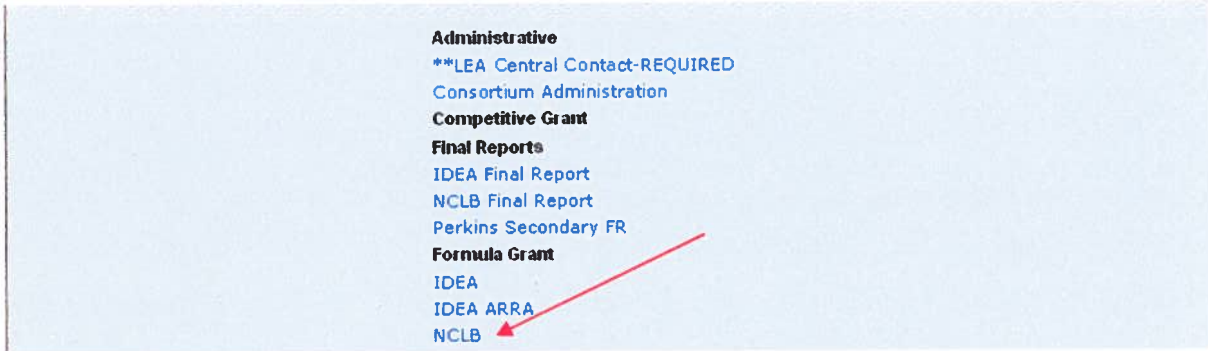 Administrative
**LEA Central Contact-REQUIRED
Consortium Administration
Competitive Grant
Final Reports
IDEA Final Report
NCLB Final Report
Perkins Secondary FR
Formula Grant
IDEA
IDEA ARRA
NCLB